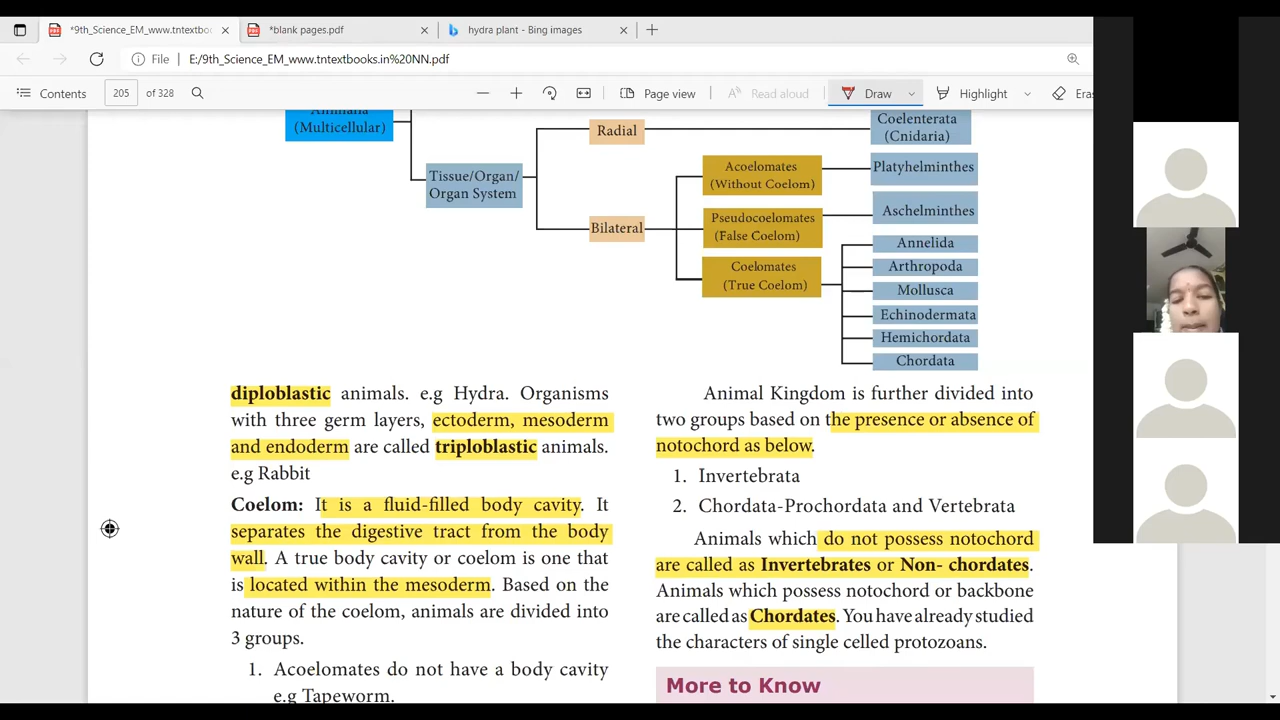 *9th_Science_EM_www.tntextboo
*blank pages.pdf
hydra plant - Bing images
File
E:/9th_Science_EM_www.tntextbooks.in%20NN.pdf
Contents
205 of 328
Page view
Read aloud
Draw
Highlight
Eras
Animalia
(Multicellular)
Tissue/Organ/
Organ System
Radial
Bilateral
Acoelomates
(Without Coelom)
Pseudocoelomates
(False Coelom)
Coelomates
(True Coelom)
Coelenterata
(Cnidaria)
Platyhelminthes
Aschelminthes
Annelida
Arthropoda
Mollusca
Echinodermata
Hemichordata
Chordata
diploblastic animals. e.g Hydra. Organisms
with three germ layers, ectoderm, mesoderm
and endoderm are called triploblastic animals.
e.g Rabbit
Coelom: It is a fluid-filled body cavity. It
separates the digestive tract from the body
wall. A true body cavity or coelom is one that
is located within the mesoderm. Based on the
nature of the coelom, animals are divided into
3 groups.
1. Acoelomates do not have a body cavity
e.g Tapeworm.
Animal Kingdom is further divided into
two groups based on the presence or absence of
notochord as below.
1. Invertebrata
2. Chordata-Prochordata and Vertebrata
Animals which do not possess notochord
are called as Invertebrates or Non- chordates.
Animals which possess notochord or backbone
are called as Chordates. You have already studied
the characters of single celled protozoans.
More to Know